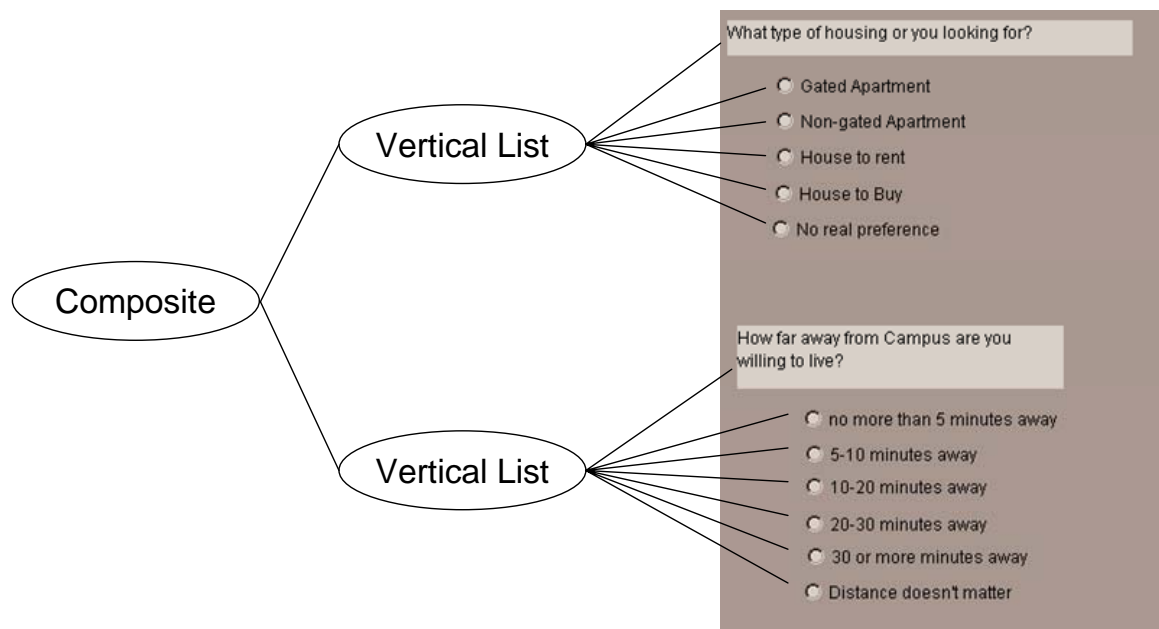 What type of housing or you looking for?
Gated Apartment
Vertical List
Non-gated Apartment
House to rent
House to Buy
No real preference
Composite
How far away from Campus are you
willing to live?
no more than 5 minutes away
Vertical List
5-10 minutes away
10-20 minutes away
20-30 minutes away
30 or more minutes away
Distance doesn't matter